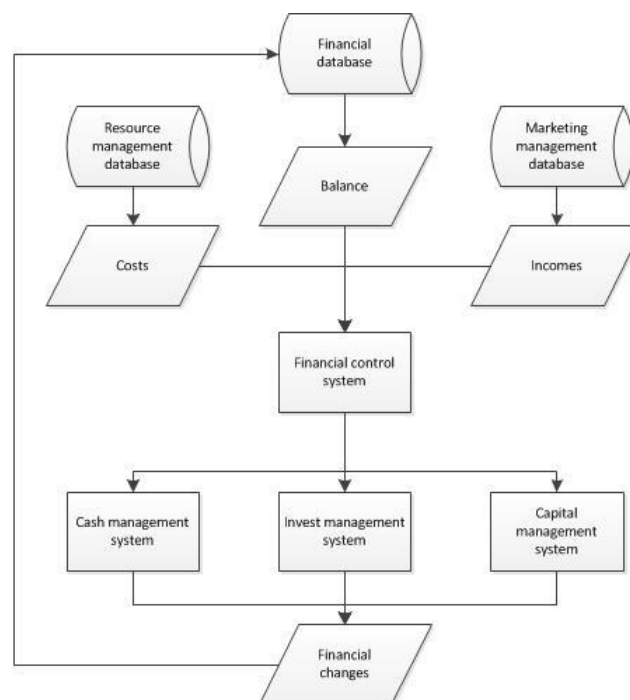 Financial
database
Resource
management
database
Marketing
management
database
Balance
Costs
Incomes
Financial control
system
Cash management
system
Invest management
system
Capital
management
system
Financial
changes